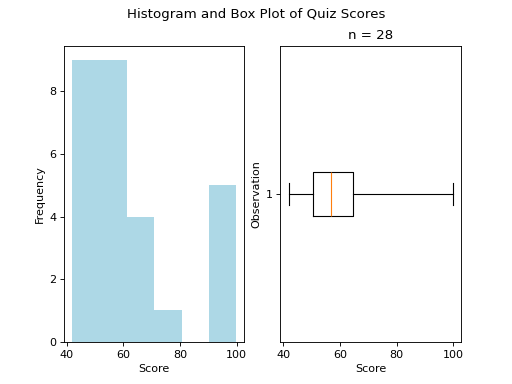 Histogram and Box Plot of Quiz Scores
n = 28
8
6
4
2
0
Frequency
40 60 80 100
Score
Observation
1
40 60 80 100
Score